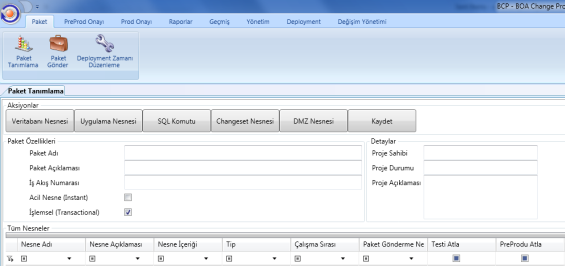 BCP - BOA Change Pro
Paket PreProd Onayı Prod Onayı Raporlar Geçmiş Yönetim Deployment Değişim Yönetimi
Paket Tanımlama
Paket Gönder
Deployment Zamanı Düzenleme
Paket Tanımlama
Aksiyonlar
Veritabanı Nesnesi Uygulama Nesnesi SQL Komutu Changeset Nesnesi DMZ Nesnesi Kaydet
Paket Özellikleri Detaylar
Paket Adı Proje Sahibi
Paket Açıklaması Proje Durumu
İş Akış Numarası Proje Açıklaması
Acil Nesne (Instant)
İşlemsel (Transactional)
Tüm Nesneler
Nesne Adı Nesne Açıklaması Nesne İçeriği Tip Çalışma Sırası Paket Gönderme Ne Testi Atla PreProdu Atla